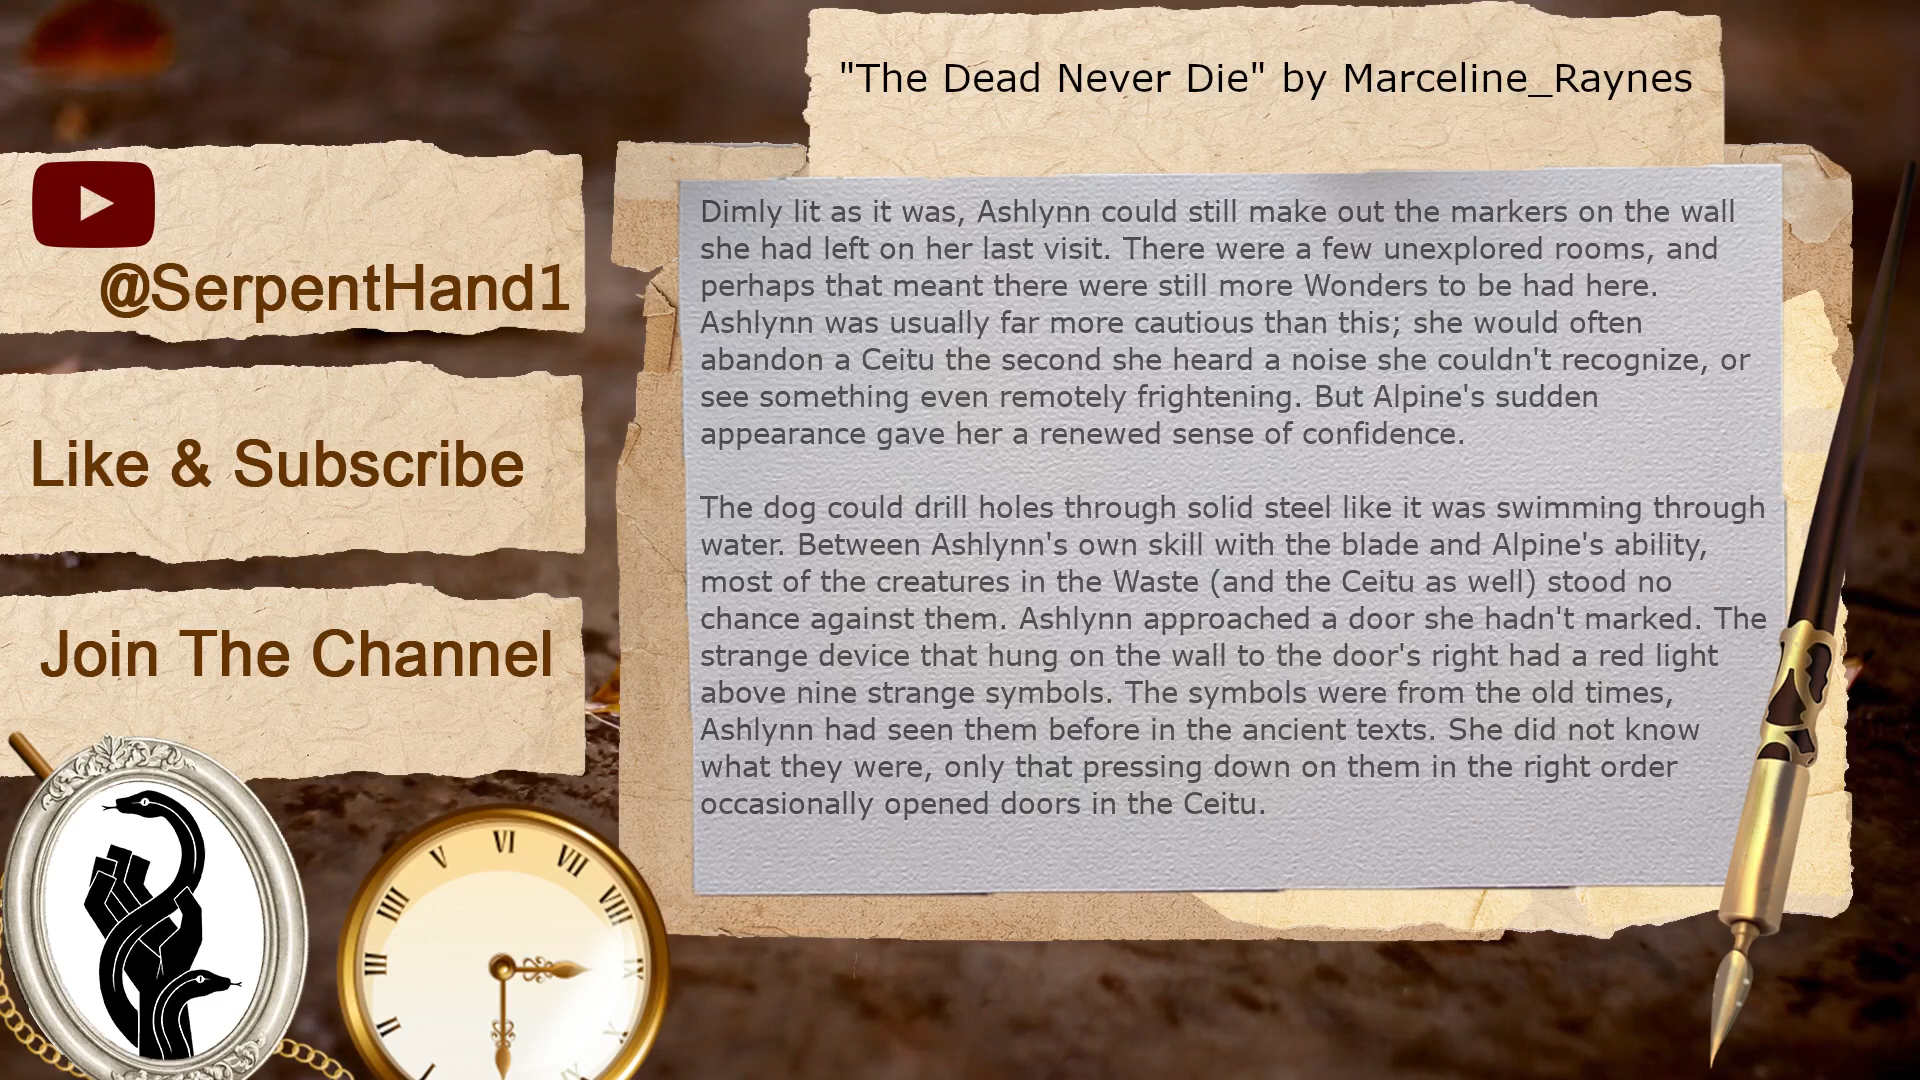 "The Dead Never Die" by Marceline_Raynes
@SerpentHand1
Like & Subscribe
Join The Channel
Dimly lit as it was, Ashlynn could still make out the markers on the wall
she had left on her last visit. There were a few unexplored rooms, and
perhaps that meant there were still more Wonders to be had here.
Ashlynn was usually far more cautious than this; she would often
abandon a Ceitu the second she heard a noise she couldn't recognize, or
see something even remotely frightening. But Alpine's sudden
appearance gave her a renewed sense of confidence.
The dog could drill holes through solid steel like it was swimming through
water. Between Ashlynn's own skill with the blade and Alpine's ability,
most of the creatures in the Waste (and the Ceitu as well) stood no
chance against them. Ashlynn approached a door she hadn't marked. The
strange device that hung on the wall to the door's right had a red light
above nine strange symbols. The symbols were from the old times,
Ashlynn had seen them before in the ancient texts. She did not know
what they were, only that pressing down on them in the right order
occasionally opened doors in the Ceitu.
II
III
IIII
V
VI
VII
VIII
IX
X